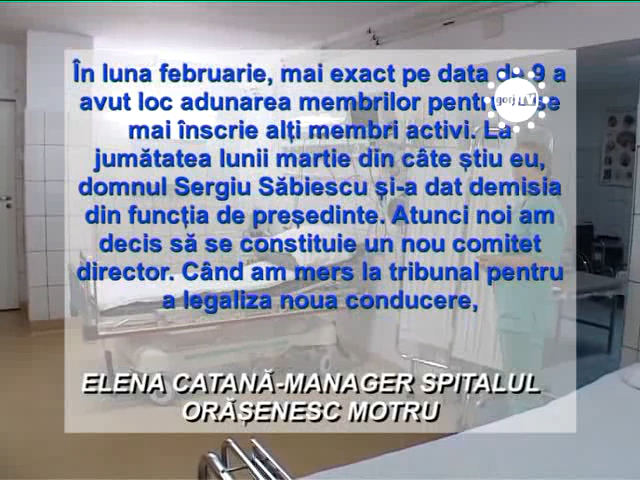 În luna februarie, mai exact pe data de 9 a
avut loc adunarea membrilor pentru a se
mai înscrie alți membri activi. La
jumătatea lunii martie din câte știu eu,
domnul Sergiu Săbiescu și-a dat demisia
din funcția de președinte. Atunci noi am
decis să se constituie un nou comitet
director. Când am mers la tribunal pentru
a legaliza noua conducere,
ELENA CATANĂ-MANAGER SPITALUL
ORĂȘENESC MOTRU